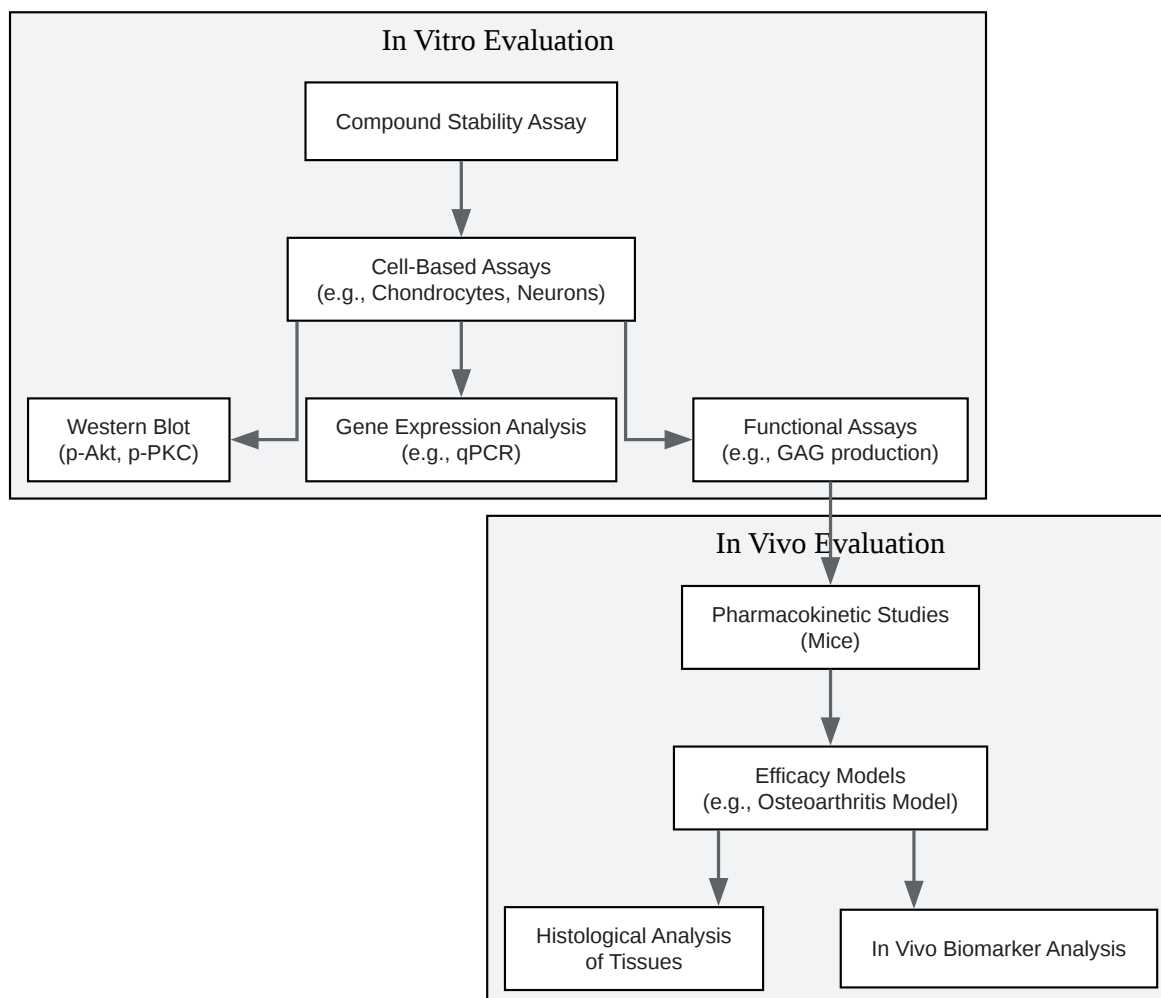 In Vitro Evaluation
Compound Stability Assay
Cell-Based Assays
(e.g., Chondrocytes, Neurons)
Western Blot
(p-Akt, p-PKC)
Gene Expression Analysis
(e.g., qPCR)
Functional Assays
(e.g., GAG production)
In Vivo Evaluation
Pharmacokinetic Studies
(Mice)
Efficacy Models
(e.g., Osteoarthritis Model)
Histological Analysis
of Tissues
In Vivo Biomarker Analysis